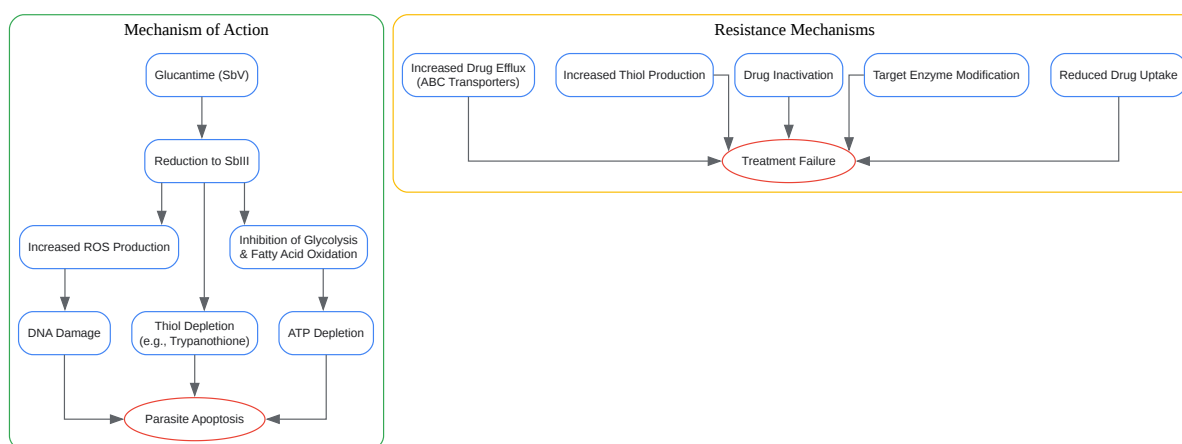 Mechanism of Action
Glucantime (SbV)
Reduction to SbIII
Increased ROS Production
Inhibition of Glycolysis
& Fatty Acid Oxidation
DNA Damage
Thiol Depletion
(e.g., Trypanothione)
ATP Depletion
Parasite Apoptosis
Resistance Mechanisms
Increased Drug Efflux
(ABC Transporters)
Increased Thiol Production
Drug Inactivation
Target Enzyme Modification
Reduced Drug Uptake
Treatment Failure